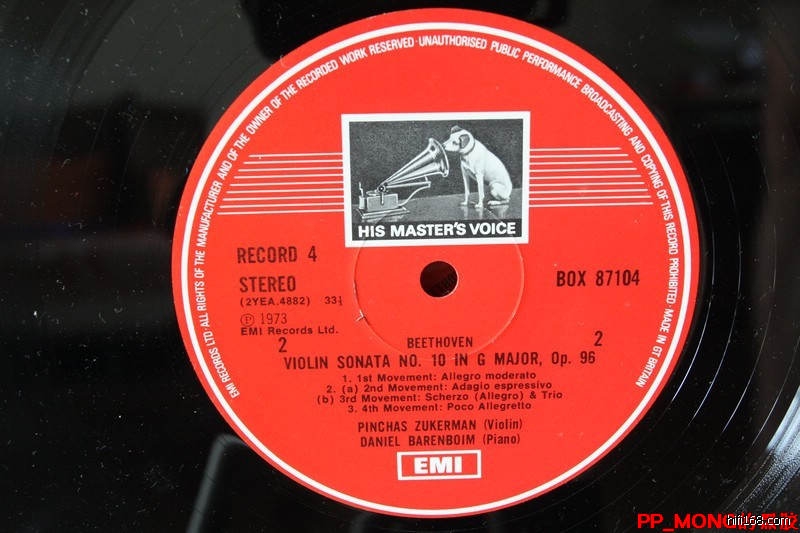 EMI RECORDS LTD · ALL RIGHTS OF THE MANUFACTURER AND OF THE OWNER OF THE RECORDED WORK RESERVED · UNAUTHORISED PUBLIC PERFORMANCE BROADCASTING AND COPYING OF THIS RECORD PROHIBITED · MADE IN GT BRITAIN
HIS MASTER'S VOICE
RECORD 4
STEREO
BOX 87104
(2YEA.4882) 33⅓
Ⓟ 1973
EMI Records Ltd.
2 BEETHOVEN 2
VIOLIN SONATA NO. 10 IN G MAJOR, Op. 96
1. 1st Movement: Allegro moderato
2. (a) 2nd Movement: Adagio espressivo
(b) 3rd Movement: Scherzo (Allegro) & Trio
3. 4th Movement: Poco Allegretto
PINCHAS ZUKERMAN (Violin)
DANIEL BARENBOIM (Piano)
EMI
PP_MONO
hifi168.com